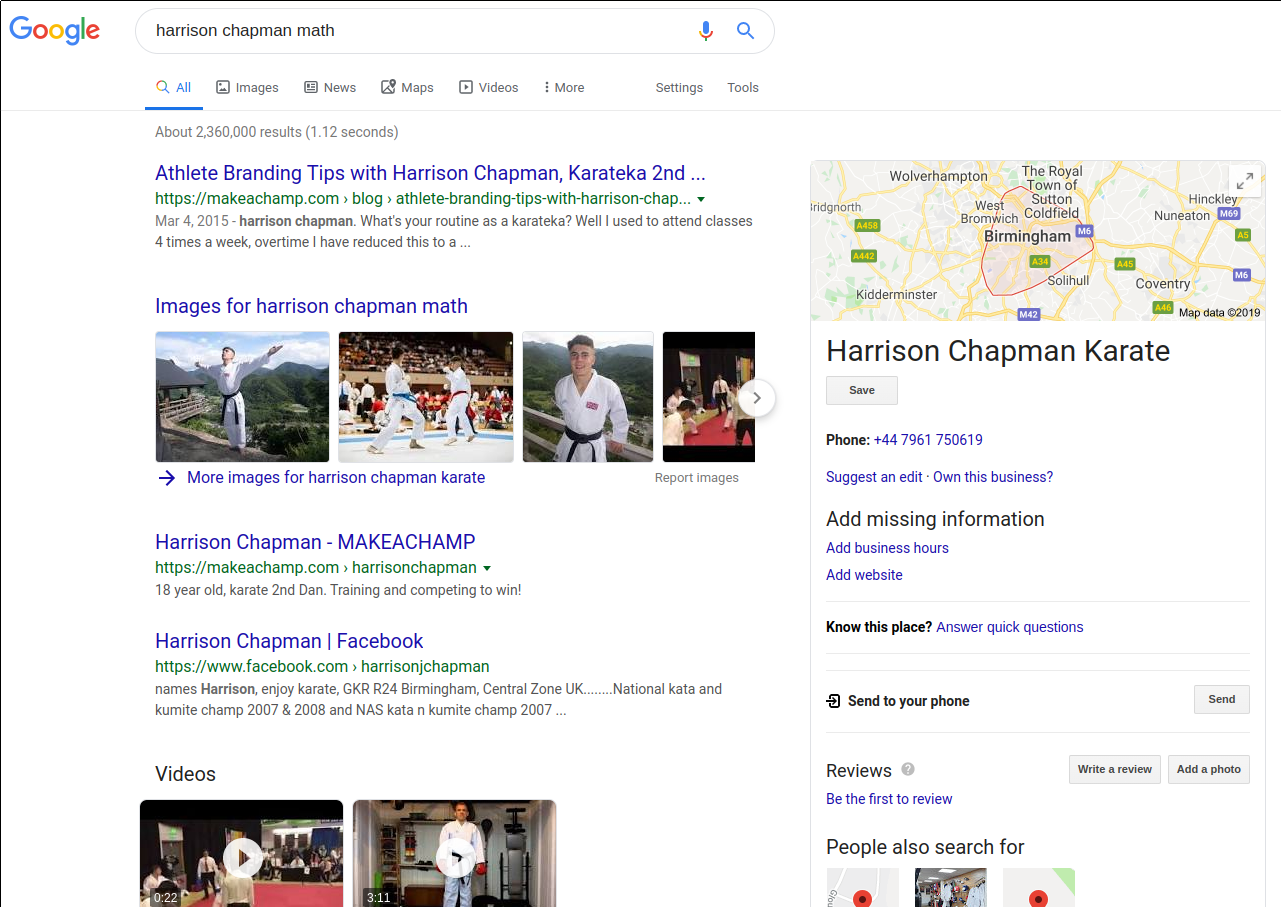 Google
harrison chapman math
All
Images
News
Maps
Videos
More
Settings
Tools
About 2,360,000 results (1.12 seconds)
Athlete Branding Tips with Harrison Chapman, Karateka 2nd ...
https://makeachamp.com › blog › athlete-branding-tips-with-harrison-chap...
Mar 4, 2015 - harrison chapman. What's your routine as a karateka? Well I used to attend classes
4 times a week, overtime I have reduced this to a ...
Images for harrison chapman math
More images for harrison chapman karate
Report images
Harrison Chapman - MAKEACHAMP
https://makeachamp.com › harrisonchapman
18 year old, karate 2nd Dan. Training and competing to win!
Harrison Chapman | Facebook
https://www.facebook.com › harrisonjchapman
names Harrison, enjoy karate, GKR R24 Birmingham, Central Zone UK........National kata and
kumite champ 2007 & 2008 and NAS kata n kumite champ 2007 ...
Videos
0:22
3:11
Wolverhampton
The Royal
Town of
Sutton
Coldfield
Hinckley
Nuneaton
M69
ridgnorth
West
Bromwich
A458
Birmingham
M6
A5
A442
A34
A45
Solihull
M6
Coventry
Kidderminster
A46
M42
Map data ©2019
Harrison Chapman Karate
Save
Phone: +44 7961 750619
Suggest an edit · Own this business?
Add missing information
Add business hours
Add website
Know this place? Answer quick questions
Send to your phone
Send
Reviews
?
Write a review
Add a photo
Be the first to review
People also search for
Glou